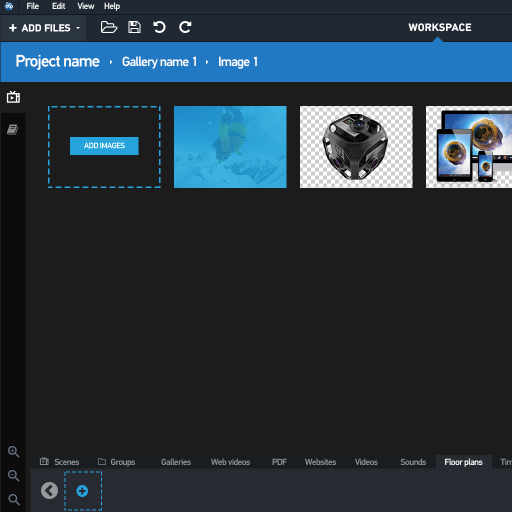 File Edit View Help
+ ADD FILES WORKSPACE
Project name Gallery name 1 Image 1
ADD IMAGES
Scenes Groups Galleries Web videos PDF Websites Videos Sounds Floor plans